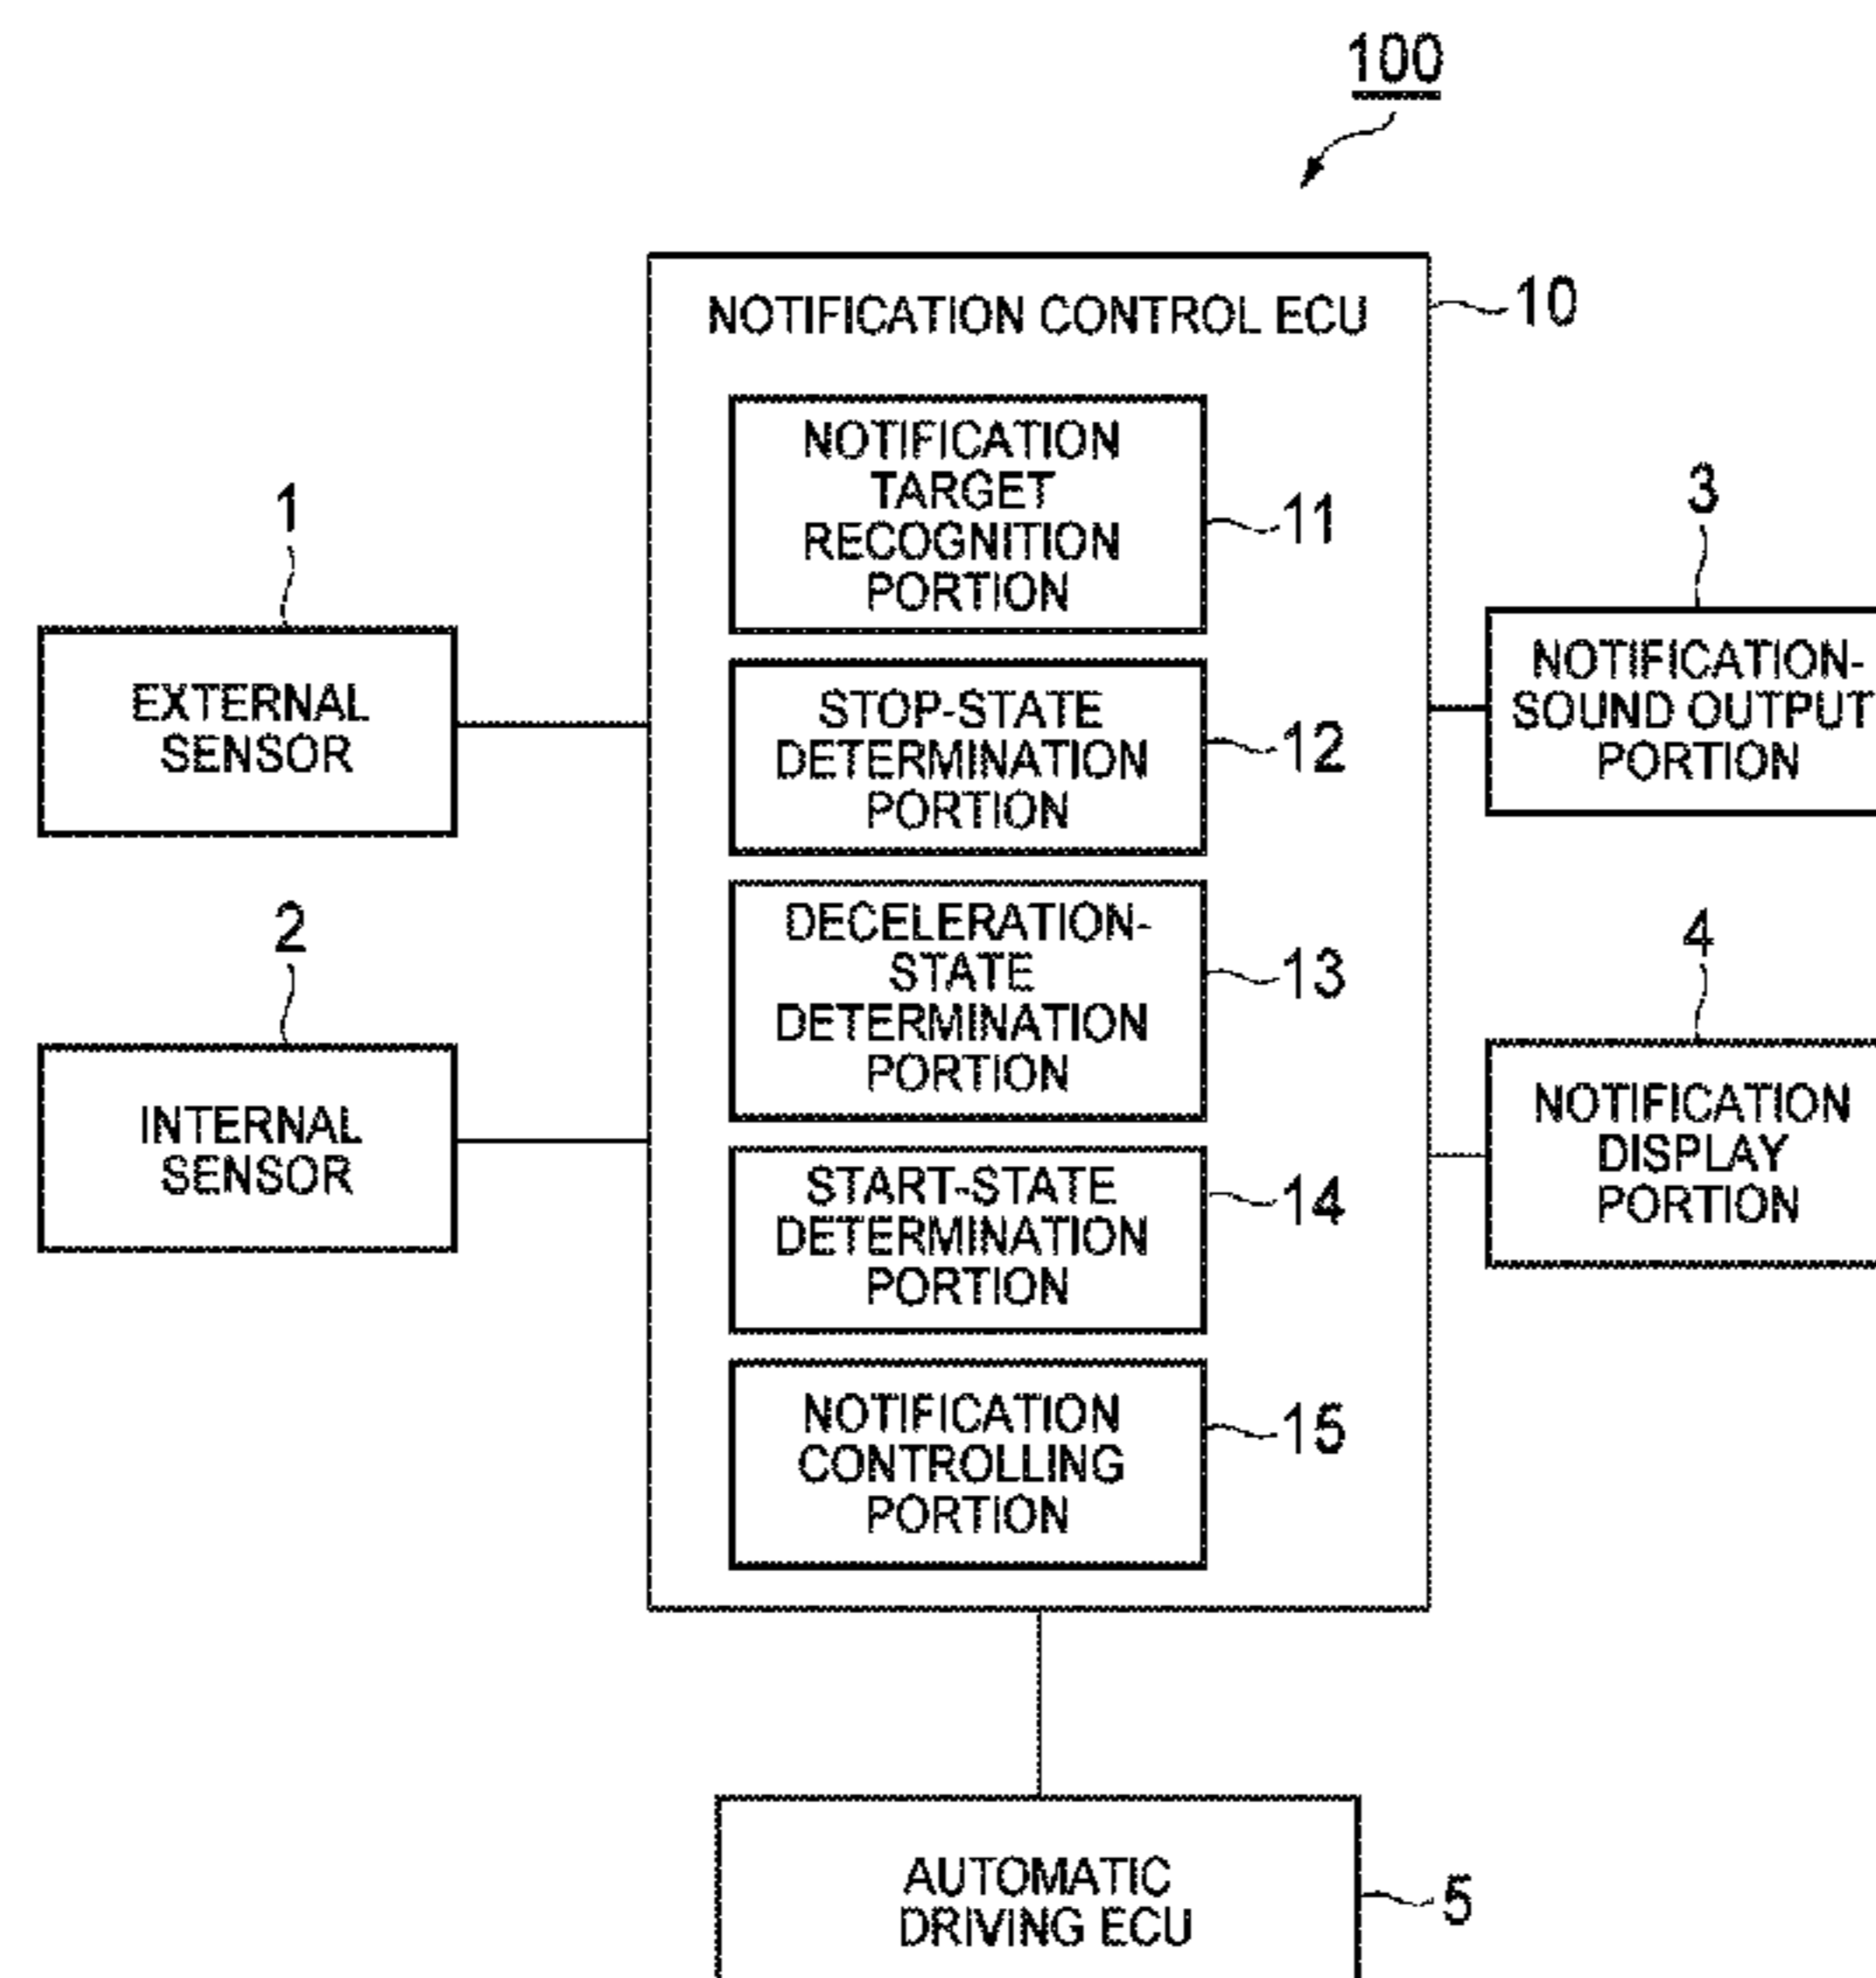 100
NOTIFICATION CONTROL ECU
10
NOTIFICATION
TARGET
RECOGNITION
PORTION
11
1
EXTERNAL
SENSOR
STOP-STATE
DETERMINATION
PORTION
12
3
NOTIFICATION-
SOUND OUTPUT
PORTION
2
INTERNAL
SENSOR
DECELERATION-
STATE
DETERMINATION
PORTION
13
4
NOTIFICATION
DISPLAY
PORTION
START-STATE
DETERMINATION
PORTION
14
NOTIFICATION
CONTROLLING
PORTION
15
AUTOMATIC
DRIVING ECU
5